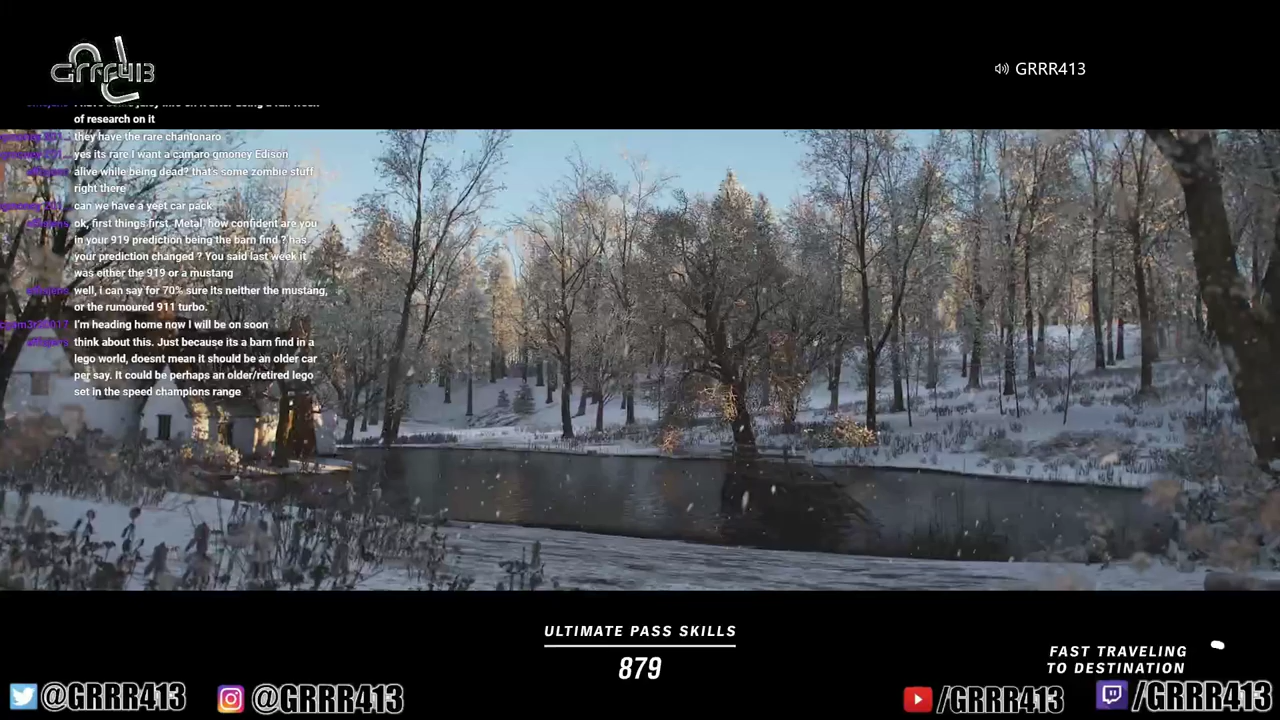 GRRR413
GRRR413
of research on it
they have the rare chantonaro
yes its rare I want a camaro gmoney Edison
alive while being dead? that's some zombie stuff
right there
can we have a yeet car pack
ok, first things first. Metal, how confident are you
in your 919 prediction being the barn find ? has
your prediction changed ? You said last week it
was either the 919 or a mustang
well, i can say for 70% sure its neither the mustang,
or the rumoured 911 turbo.
I'm heading home now I will be on soon
think about this. Just because its a barn find in a
lego world, doesnt mean it should be an older car
per say. It could be perhaps an older/retired lego
set in the speed champions range
ULTIMATE PASS SKILLS
879
FAST TRAVELING
TO DESTINATION
@GRRR413
@GRRR413
/GRRR413
/GRRR413